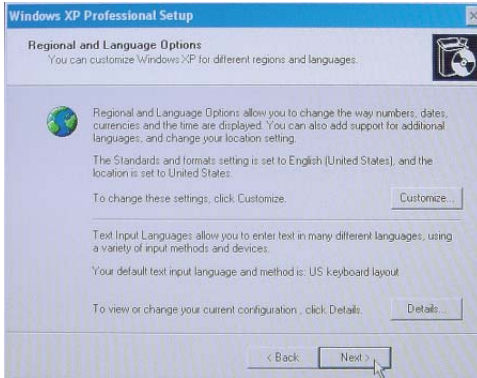 Windows XP Professional Setup
Regional and Language Options
You can customize Windows XP for different regions and languages.
Regional and Language Options allow you to change the way numbers, dates,
currencies and the time are displayed. You can also add support for additional
languages, and change your location setting.
The Standards and formats setting is set to English (United States), and the
location is set to United States.
To change these settings, click Customize.
Customize...
Text Input Languages allow you to enter text in many different languages, using
a variety of input methods and devices.
Your default text input language and method is: US keyboard layout
To view or change your current configuration , click Details.
Details...
< Back
Next >